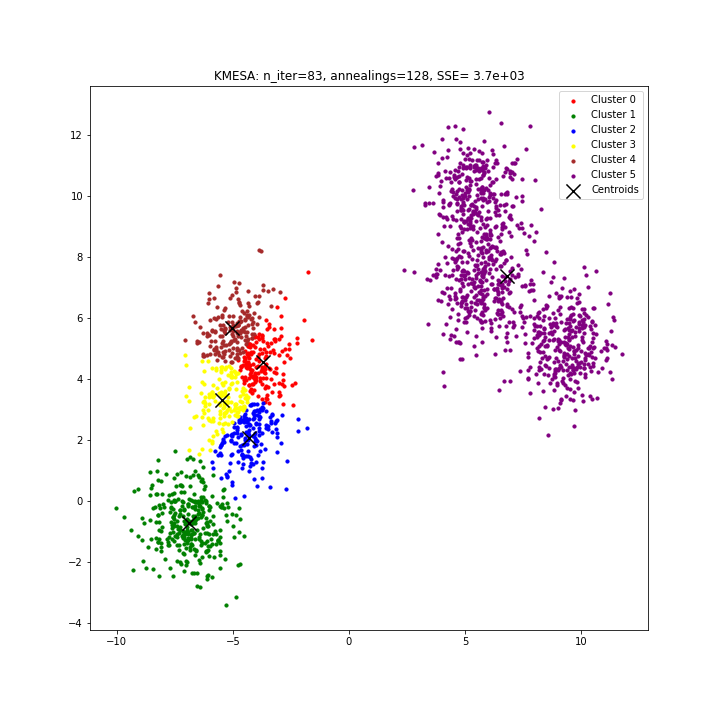 KMESA: n_iter=83, annealings=128, SSE= 3.7e+03
Cluster 0
Cluster 1
Cluster 2
Cluster 3
Cluster 4
Cluster 5
Centroids
12
10
8
6
4
2
0
−2
−4
−10 −5 0 5 10